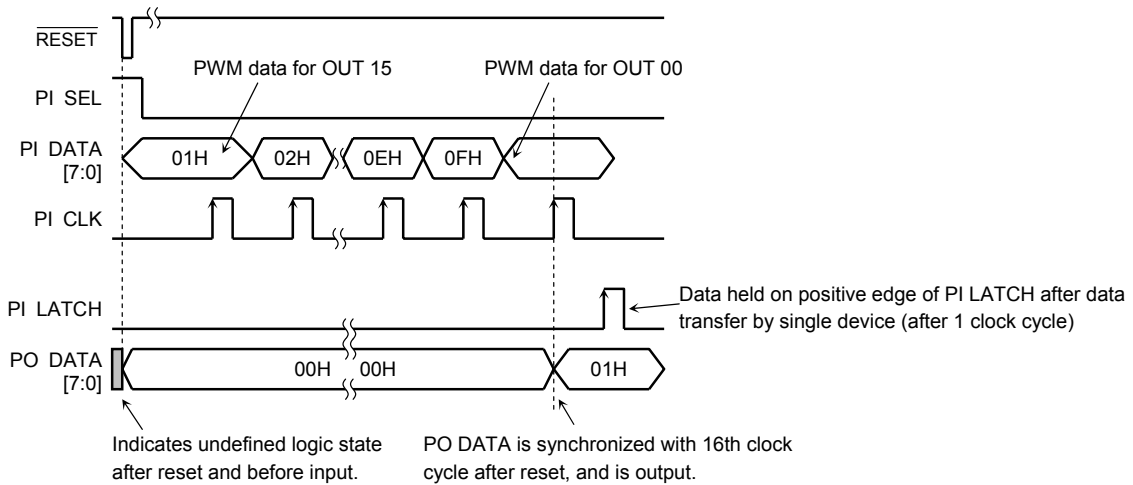 RESET
PWM data for OUT 15
PWM data for OUT 00
PI SEL
PI DATA
[7:0]
01H
02H
0EH
0FH
PI CLK
PI LATCH
Data held on positive edge of PI LATCH after data
transfer by single device (after 1 clock cycle)
PO DATA
[7:0]
00H
00H
01H
Indicates undefined logic state
after reset and before input.
PO DATA is synchronized with 16th clock
cycle after reset, and is output.